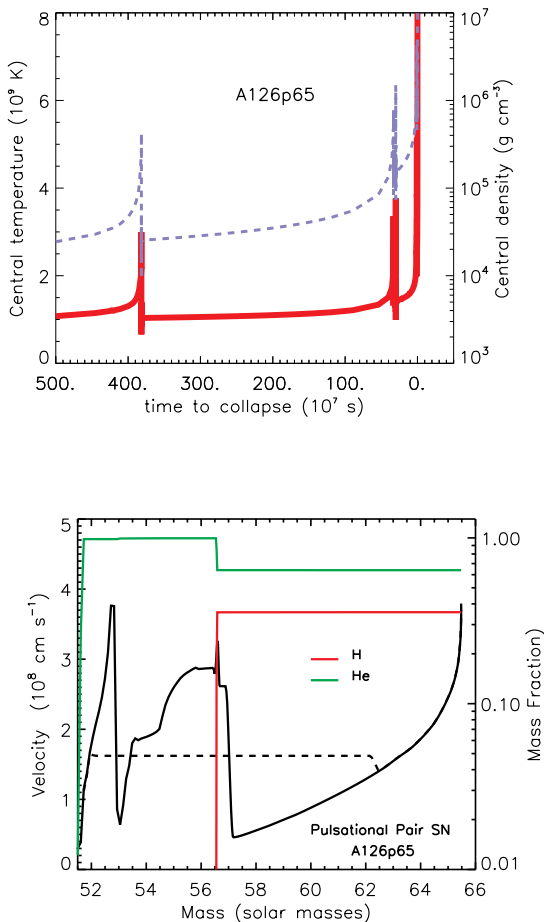 8
6
4
2
0
Central temperature (10⁹ K)
A126p65
10⁷
10⁶
10⁵
10⁴
10³
Central density (g cm⁻³)
500. 400. 300. 200. 100. 0.
time to collapse (10⁷ s)
5
4
3
2
1
0
Velocity (10⁸ cm s⁻¹)
H
He
Pulsational Pair SN
A126p65
1.00
0.10
0.01
Mass Fraction
52 54 56 58 60 62 64 66
Mass (solar masses)